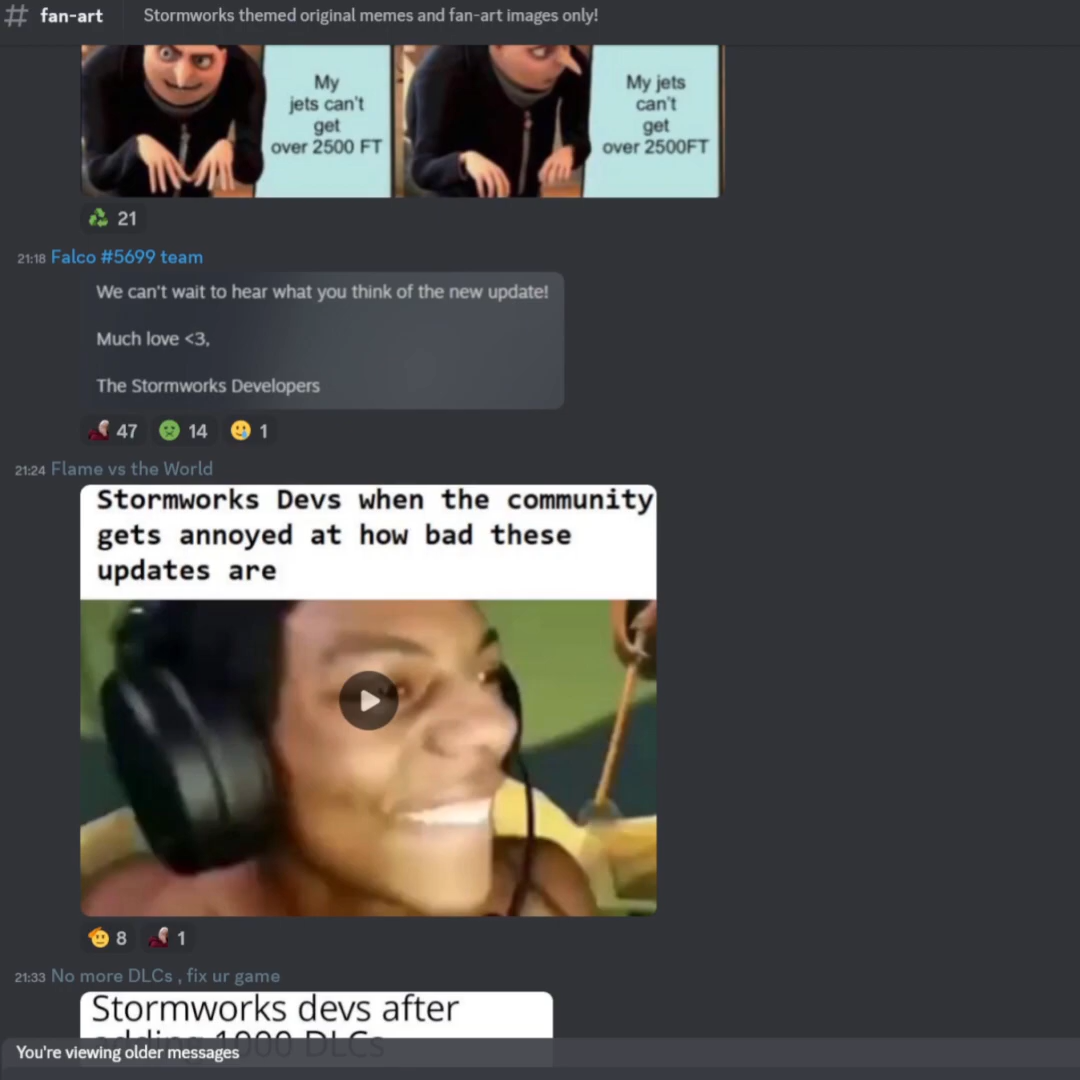 # fan-art Stormworks themed original memes and fan-art images only!
My
jets can't
get
over 2500 FT
My jets
can't
get
over 2500FT
21
21:18 Falco #5699 team
We can't wait to hear what you think of the new update!
Much love <3,
The Stormworks Developers
47 14 1
21:24 Flame vs the World
Stormworks Devs when the community
gets annoyed at how bad these
updates are
8 1
21:33 No more DLCs , fix ur game
Stormworks devs after
adding 1000 DLCs
You're viewing older messages